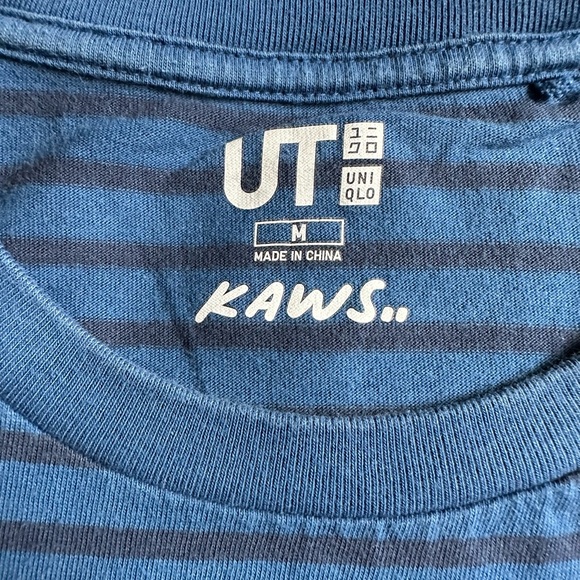 UT
ユニ
クロ
UNI
QLO
M
MADE IN CHINA
KAWS..